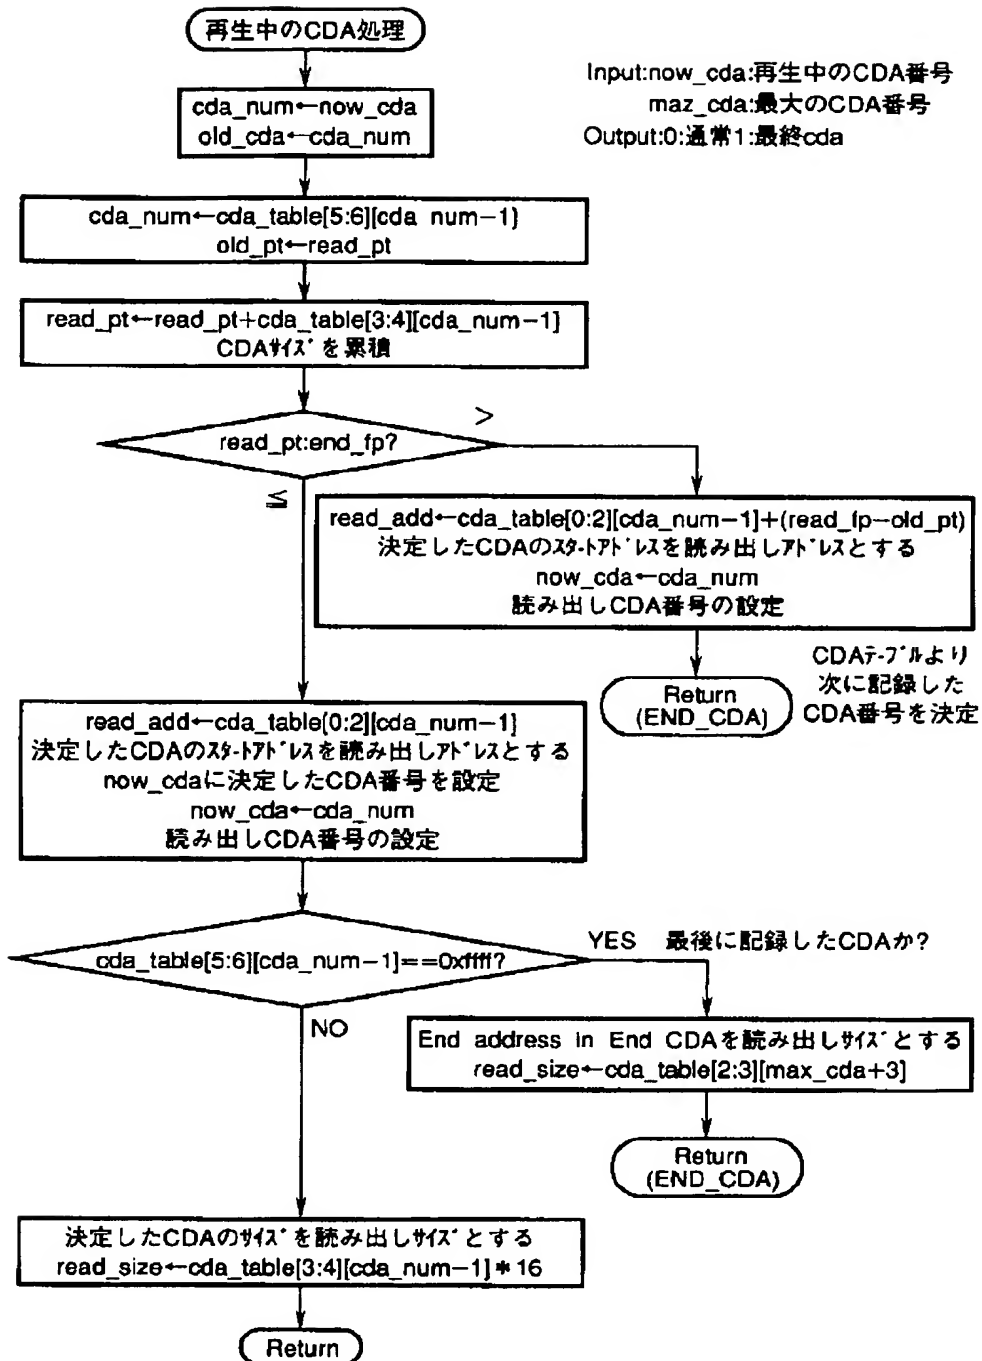 再生中のCDA処理
Input:now_cda:再生中のCDA番号
maz_cda:最大のCDA番号
Output:0:通常1:最終cda
cda_num←now_cda
old_cda←cda_num
cda_num←cda_table[5:6][cda_num−1}
old_pt←read_pt
read_pt←read_pt+cda_table[3:4][cda_num−1]
CDAサイズを累積
read_pt:end_fp?
>
≦
read_add←cda_table[0:2][cda_num−1]+(read_fp−old_pt)
決定したCDAのスタートアドレスを読み出しアドレスとする
now_cda←cda_num
読み出しCDA番号の設定
Return
(END_CDA)
CDAテーブルより
次に記録した
CDA番号を決定
read_add←cda_table[0:2][cda_num−1]
決定したCDAのスタートアドレスを読み出しアドレスとする
now_cdaに決定したCDA番号を設定
now_cda←cda_num
読み出しCDA番号の設定
cda_table[5:6][cda_num−1]==0xffff?
YES 最後に記録したCDAか?
NO
End address in End CDAを読み出しサイズとする
read_size←cda_table[2:3][max_cda+3]
Return
(END_CDA)
決定したCDAのサイズを読み出しサイズとする
read_size←cda_table[3:4][cda_num−1]*16
Return